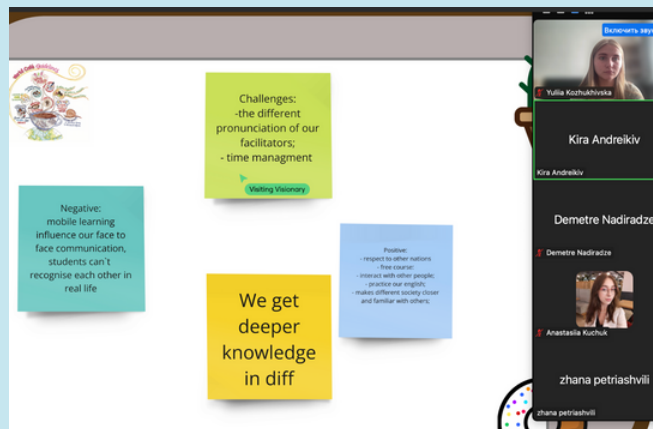 World Café Guidelines
Challenges:
-the different
pronunciation of our
facilitators;
- time managment
Visiting Visionary
Negative:
mobile learning
influence our face to
face communication,
students can`t
recognise each other in
real life
Positive:
- respect to other nations
- free course;
- interact with other people;
- practice our english;
- makes different society closer
and familiar with others;
We get
deeper
knowledge
in diff
Включить звук
Yuliia Kozhukhivska
Kira Andreikiv
Kira Andreikiv
Demetre Nadiradze
Demetre Nadiradze
Anastasiia Kuchuk
zhana petriashvili
zhana petriashvili